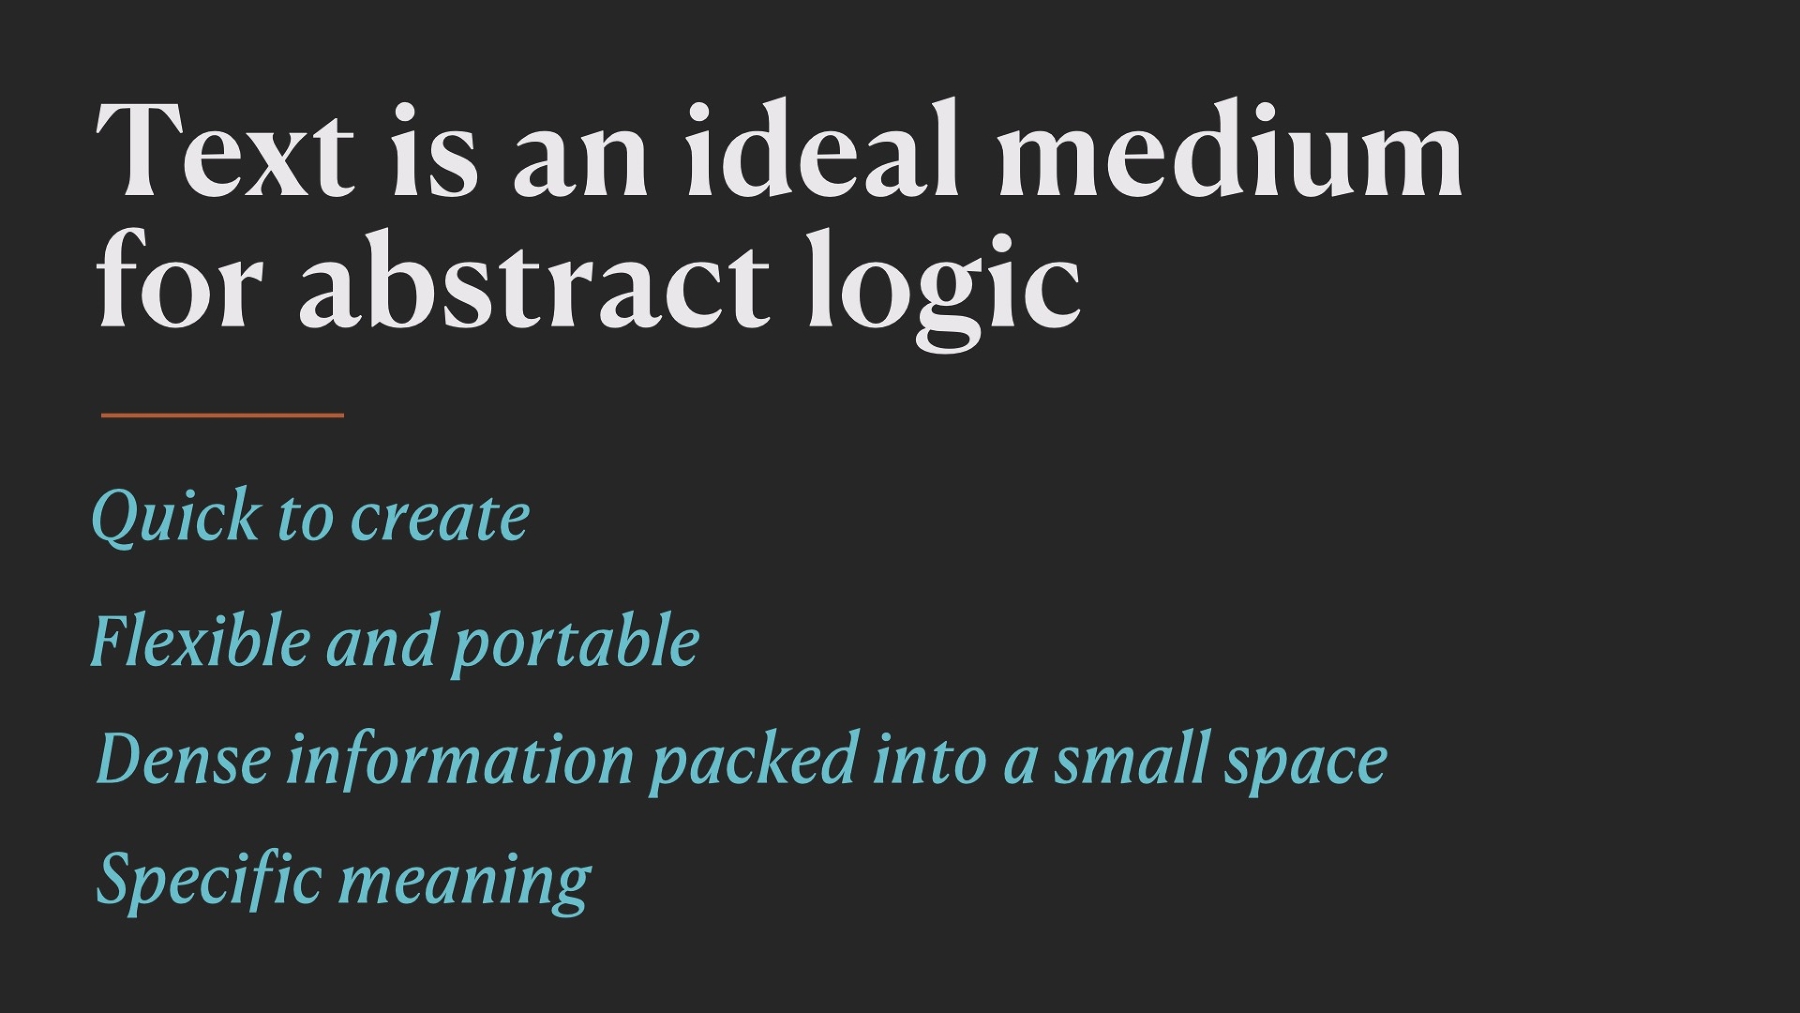 Text is an ideal medium
for abstract logic
Quick to create
Flexible and portable
Dense information packed into a small space
Specific meaning